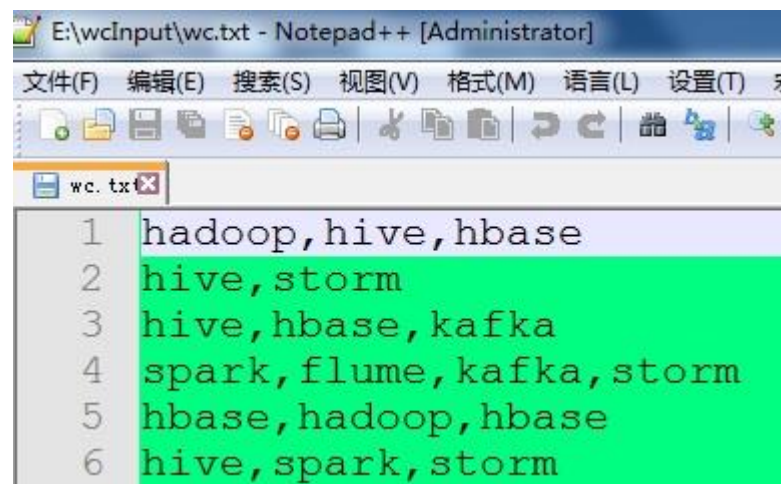 E:\wcInput\wc.txt - Notepad++ [Administrator]
文件(F) 编辑(E) 搜索(S) 视图(V) 格式(M) 语言(L) 设置(T)
wc.txt
1 hadoop,hive,hbase
2 hive,storm
3 hive,hbase,kafka
4 spark,flume,kafka,storm
5 hbase,hadoop,hbase
6 hive,spark,storm